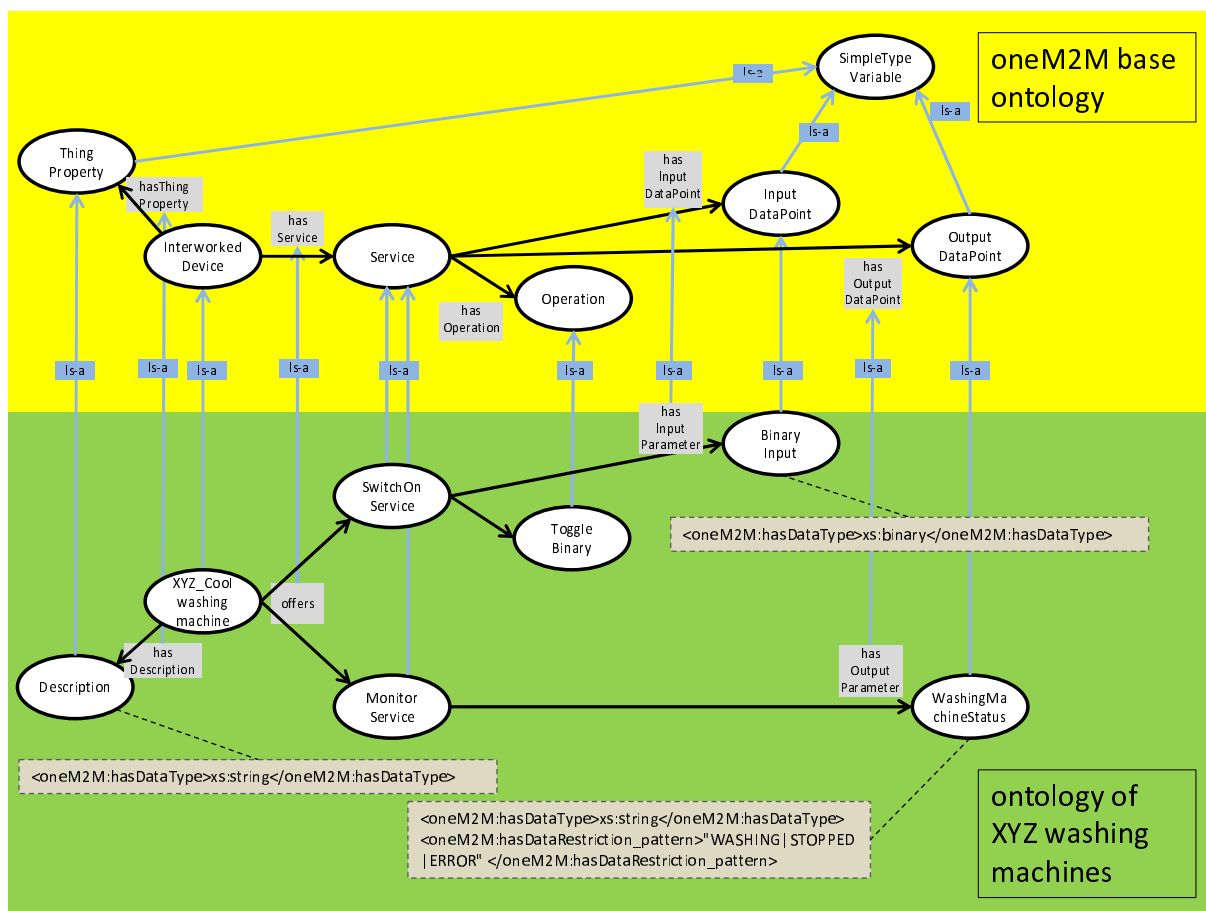 SimpleType
Variable
oneM2M base
ontology
Is-a
Is-a
Is-a
Thing
Property
hasThing
Property
has
Input
DataPoint
Input
DataPoint
has
Service
Interworked
Device
Service
Output
DataPoint
has
Output
DataPoint
Operation
has
Operation
Is-a
Is-a
Is-a
Is-a
Is-a
Is-a
Is-a
Is-a
Is-a
Is-a
has
Input
Parameter
Binary
Input
SwitchOn
Service
Toggle
Binary
<oneM2M:hasDataType>xs:binary</oneM2M:hasDataType>
XYZ_Cool
washing
machine
offers
has
Description
has
Output
Parameter
Description
Monitor
Service
WashingMa
chineStatus
<oneM2M:hasDataType>xs:string</oneM2M:hasDataType>
<oneM2M:hasDataType>xs:string</oneM2M:hasDataType>
<oneM2M:hasDataRestriction_pattern>"WASHING|STOPPED
|ERROR" </oneM2M:hasDataRestriction_pattern>
ontology of
XYZ washing
machines